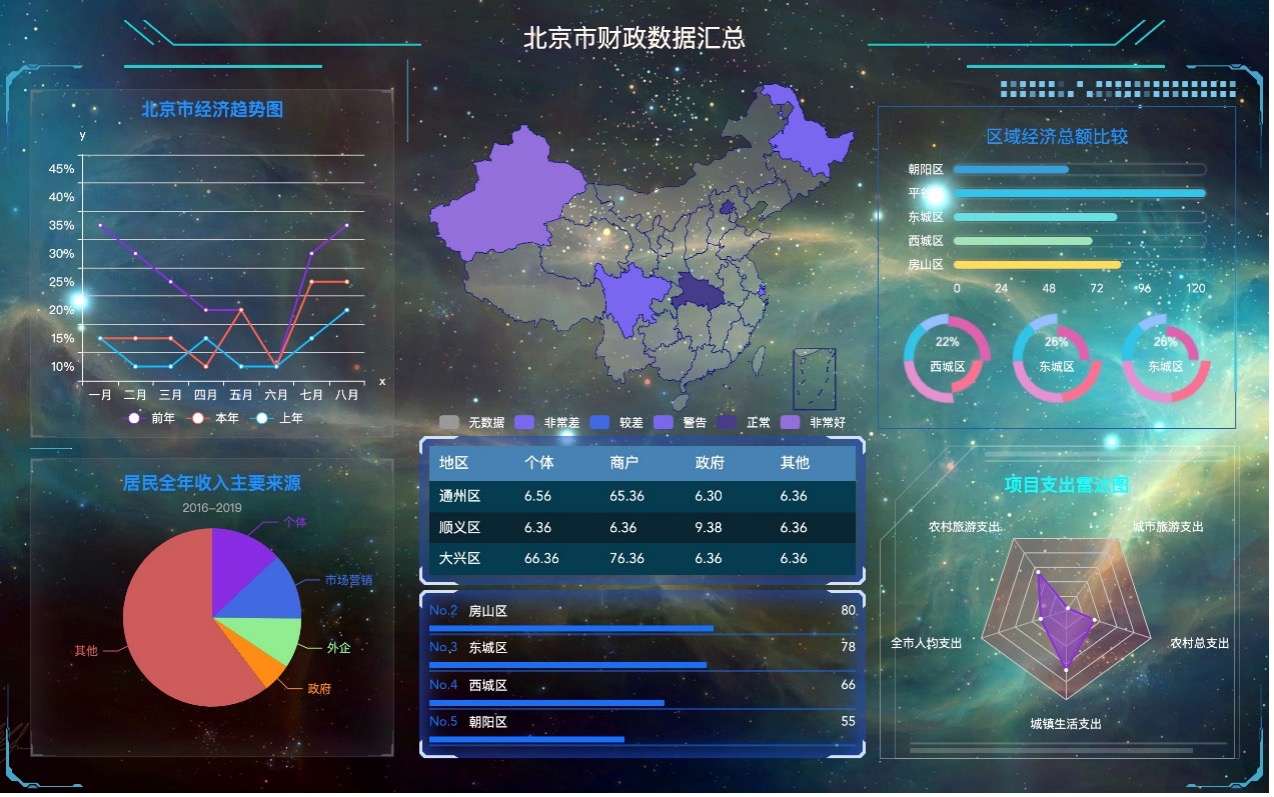 北京市财政数据汇总
北京市经济趋势图
y
45%
40%
35%
30%
25%
20%
15%
10%
x
一月 二月 三月 四月 五月 六月 七月 八月
前年 本年 上年
居民全年收入主要来源
2016-2019
个体
市场营销
外企
政府
其他
无数据 非常差 较差 警告 正常 非常好
地区 个体 商户 政府 其他
通州区 6.56 65.36 6.30 6.36
顺义区 6.36 6.36 9.38 6.36
大兴区 66.36 76.36 6.36 6.36
No.2 房山区 80
No.3 东城区 78
No.4 西城区 66
No.5 朝阳区 55
区域经济总额比较
朝阳区
平
东城区
西城区
房山区
0 24 48 72 96 120
22% 26% 26%
西城区 东城区 东城区
项目支出雷达图
农村旅游支出 城市旅游支出
全市人均支出 农村总支出
城镇生活支出